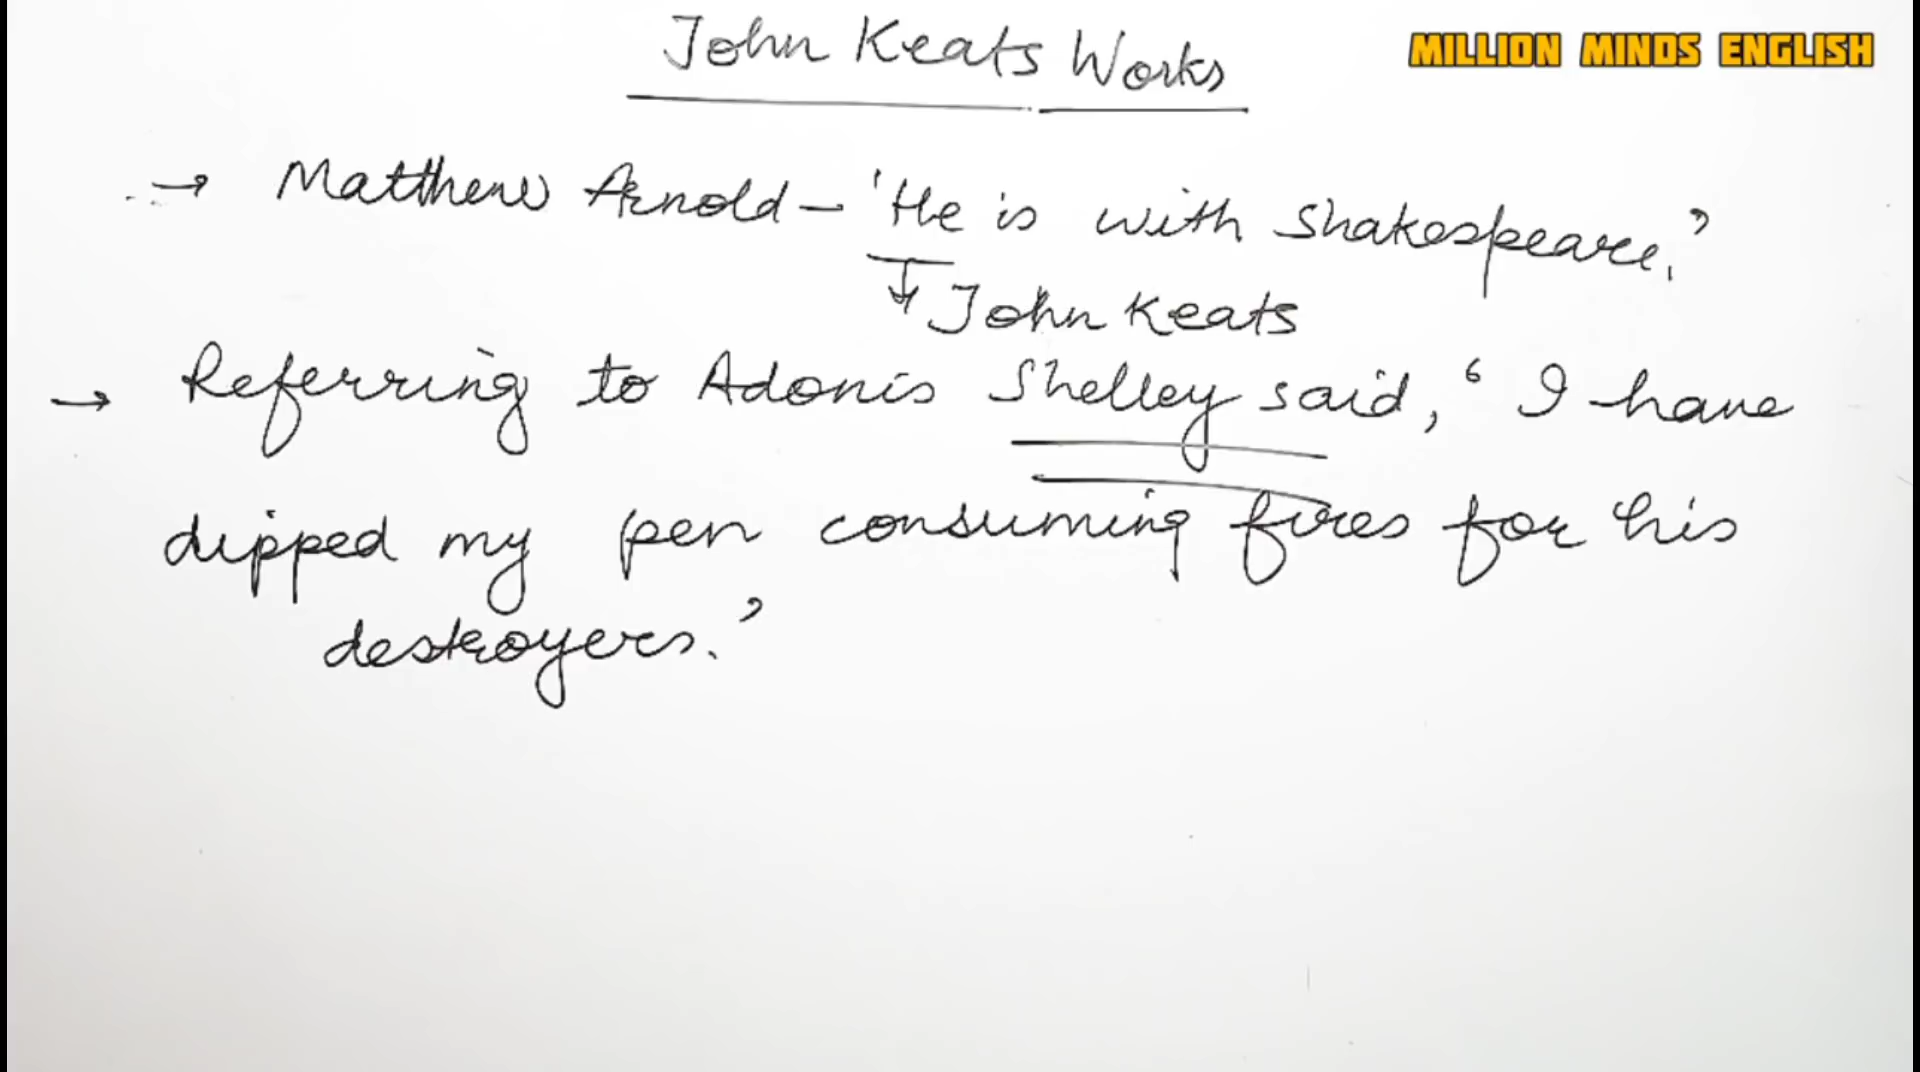 John Keats Works
MILLION MINDS ENGLISH
→ Matthew Arnold - 'He is with Shakespeare.'
↓ John Keats
→ Referring to Adonis Shelley said, 'I have
dipped my pen consuming fires for his
destroyers.'